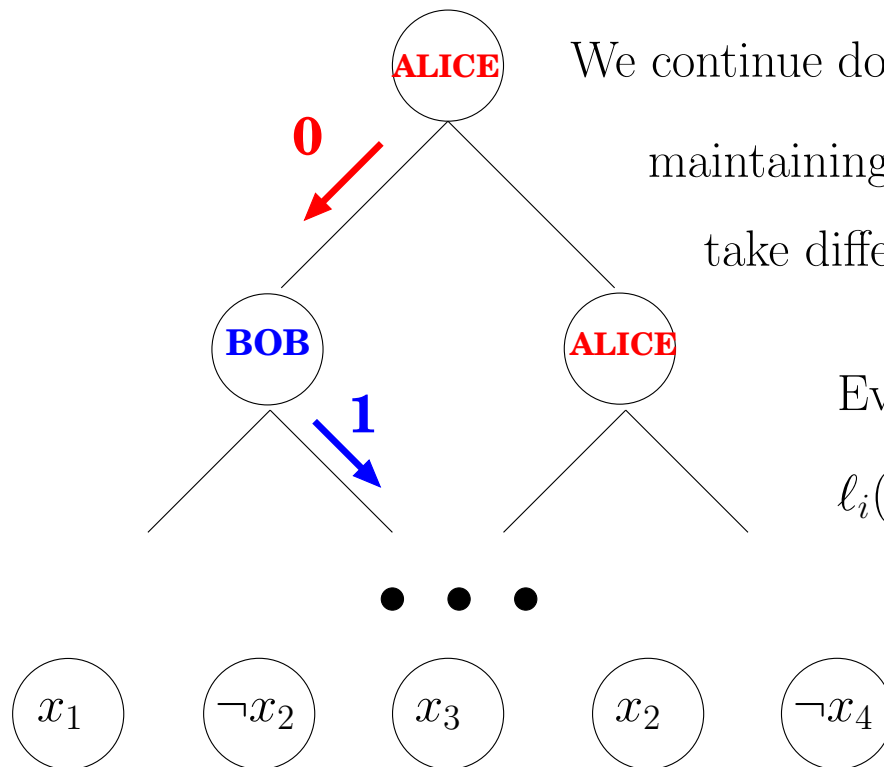 ALICE
We continue do
0
maintaining
take diffe
BOB
ALICE
1
Ev
ℓᵢ(
x₁
¬x₂
x₃
x₂
¬x₄